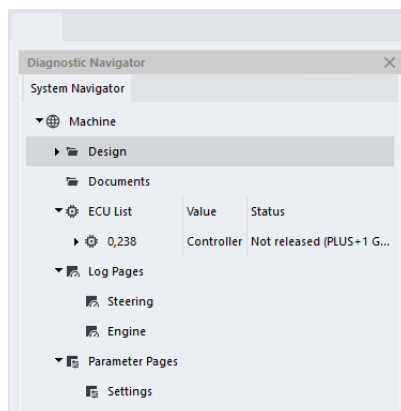 Diagnostic Navigator
System Navigator
Machine
Design
Documents
ECU List Value Status
0,238 Controller Not released (PLUS+1 G...
Log Pages
Steering
Engine
Parameter Pages
Settings